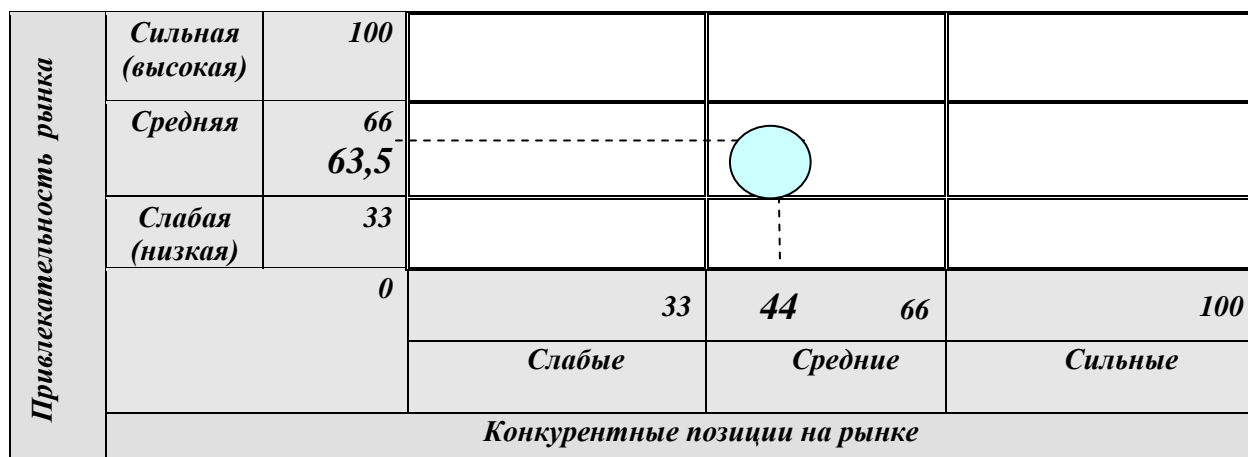 Привлекательность рынка
Сильная 100
(высокая)
Средняя 66
63,5
Слабая 33
(низкая)
0 33 44 66 100
Слабые Средние Сильные
Конкурентные позиции на рынке